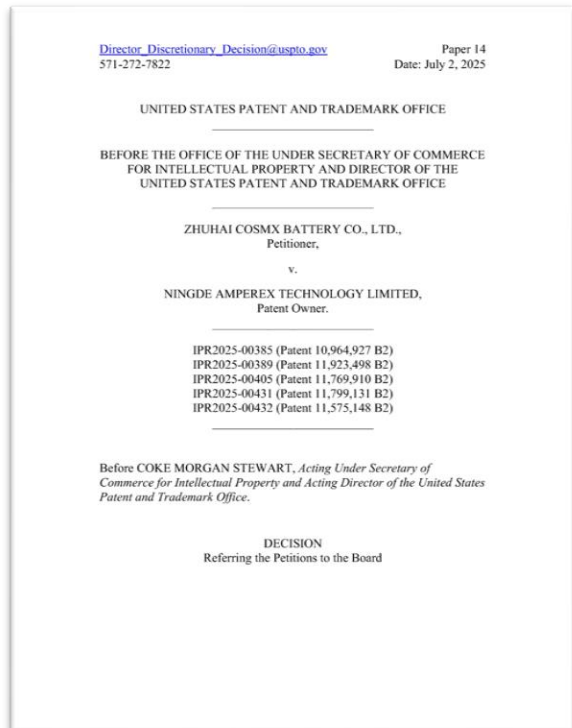 Director_Discretionary_Decision@uspto.gov Paper 14
571-272-7822 Date: July 2, 2025
UNITED STATES PATENT AND TRADEMARK OFFICE
BEFORE THE OFFICE OF THE UNDER SECRETARY OF COMMERCE
FOR INTELLECTUAL PROPERTY AND DIRECTOR OF THE
UNITED STATES PATENT AND TRADEMARK OFFICE
ZHUHAI COSMX BATTERY CO., LTD.,
Petitioner,
v.
NINGDE AMPEREX TECHNOLOGY LIMITED,
Patent Owner.
IPR2025-00385 (Patent 10,964,927 B2)
IPR2025-00389 (Patent 11,923,498 B2)
IPR2025-00405 (Patent 11,769,910 B2)
IPR2025-00431 (Patent 11,799,131 B2)
IPR2025-00432 (Patent 11,575,148 B2)
Before COKE MORGAN STEWART, Acting Under Secretary of
Commerce for Intellectual Property and Acting Director of the United States
Patent and Trademark Office.
DECISION
Referring the Petitions to the Board